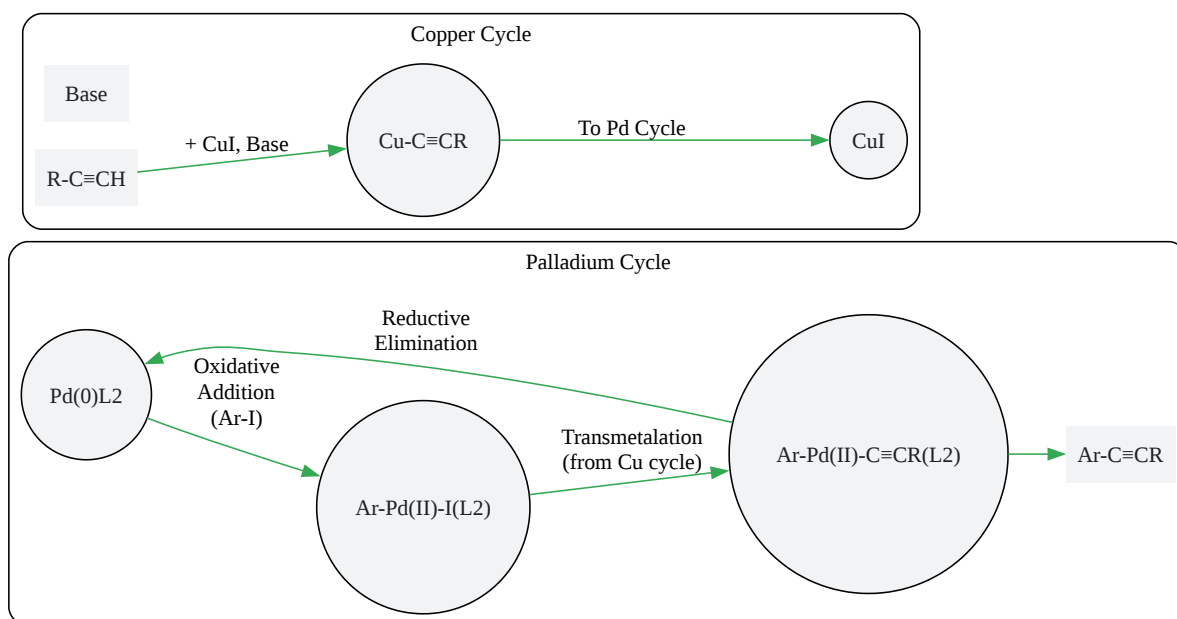 Copper Cycle
Base
R-C≡CH
+ CuI, Base
Cu-C≡CR
To Pd Cycle
CuI
Palladium Cycle
Pd(0)L2
Reductive
Elimination
Oxidative
Addition
(Ar-I)
Ar-Pd(II)-I(L2)
Transmetalation
(from Cu cycle)
Ar-Pd(II)-C≡CR(L2)
Ar-C≡CR